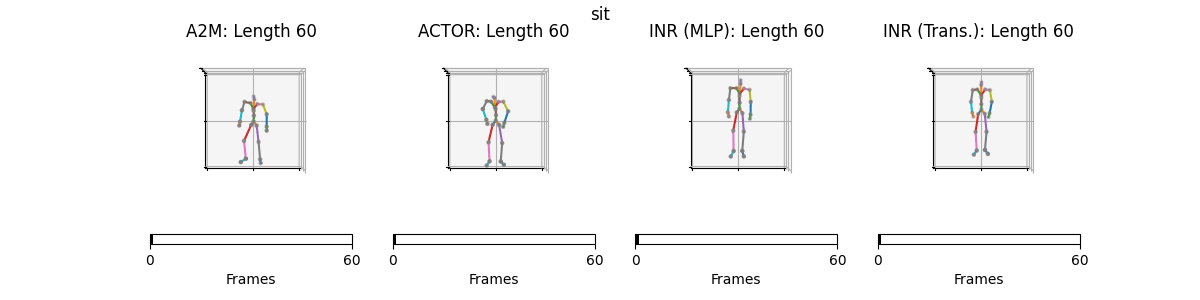 sit
A2M: Length 60
ACTOR: Length 60
INR (MLP): Length 60
INR (Trans.): Length 60
0 60
Frames
0 60
Frames
0 60
Frames
0 60
Frames